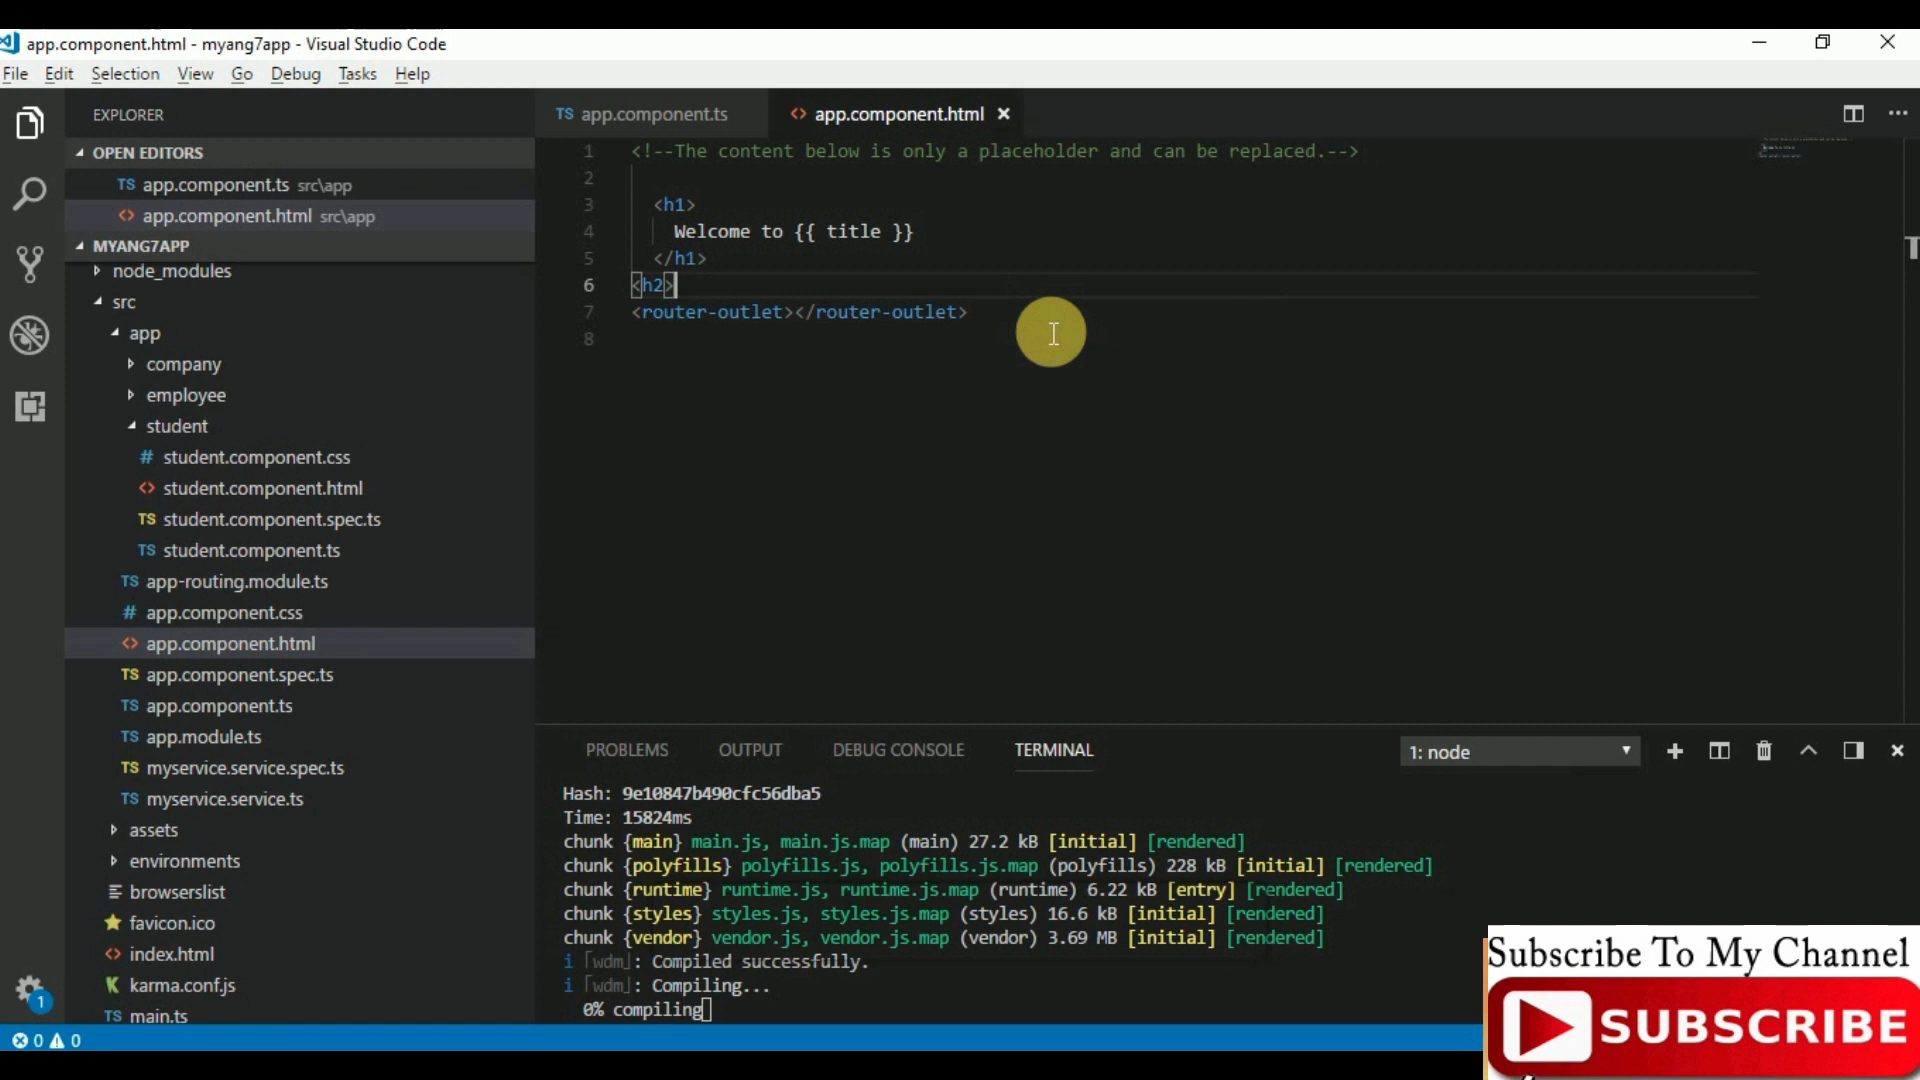 app.component.html - myang7app - Visual Studio Code
File Edit Selection View Go Debug Tasks Help
EXPLORER
OPEN EDITORS
TS app.component.ts src\app
<> app.component.html src\app
MYANG7APP
node_modules
src
app
company
employee
student
# student.component.css
<> student.component.html
TS student.component.spec.ts
TS student.component.ts
TS app-routing.module.ts
# app.component.css
<> app.component.html
TS app.component.spec.ts
TS app.component.ts
TS app.module.ts
TS myservice.service.spec.ts
TS myservice.service.ts
assets
environments
browserslist
favicon.ico
<> index.html
K karma.conf.js
TS main.ts
1
0 0
TS app.component.ts <> app.component.html
1 <!--The content below is only a placeholder and can be replaced.-->
2
3 <h1>
4 Welcome to {{ title }}
5 </h1>
6 <h2>
7 <router-outlet></router-outlet>
8
PROBLEMS OUTPUT DEBUG CONSOLE TERMINAL 1: node
Hash: 9e10847b490cfc56dba5
Time: 15824ms
chunk {main} main.js, main.js.map (main) 27.2 kB [initial] [rendered]
chunk {polyfills} polyfills.js, polyfills.js.map (polyfills) 228 kB [initial] [rendered]
chunk {runtime} runtime.js, runtime.js.map (runtime) 6.22 kB [entry] [rendered]
chunk {styles} styles.js, styles.js.map (styles) 16.6 kB [initial] [rendered]
chunk {vendor} vendor.js, vendor.js.map (vendor) 3.69 MB [initial] [rendered]
i ｢wdm｣: Compiled successfully.
i ｢wdm｣: Compiling...
0% compiling
Subscribe To My Channel
SUBSCRIBE